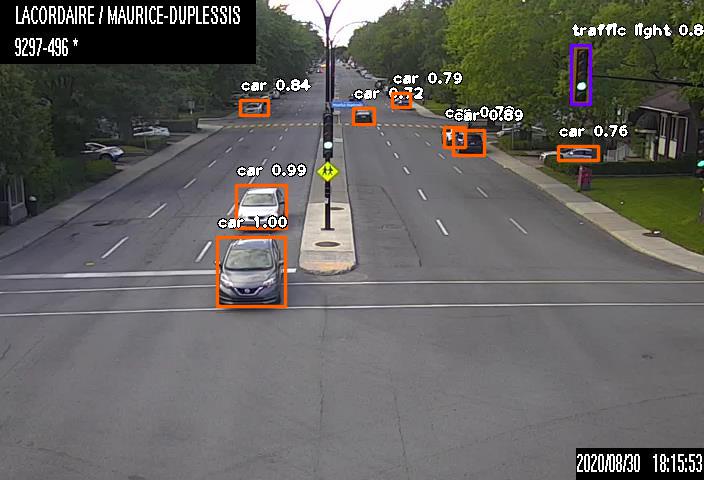 LACORDAIRE / MAURICE-DUPLESSIS
9297-496 *
traffic light 0.8
car 0.79
car 0.84
car 0.72
car 0.89
car 0.76
car 0.99
car 1.00
2020/08/30 18:15:53